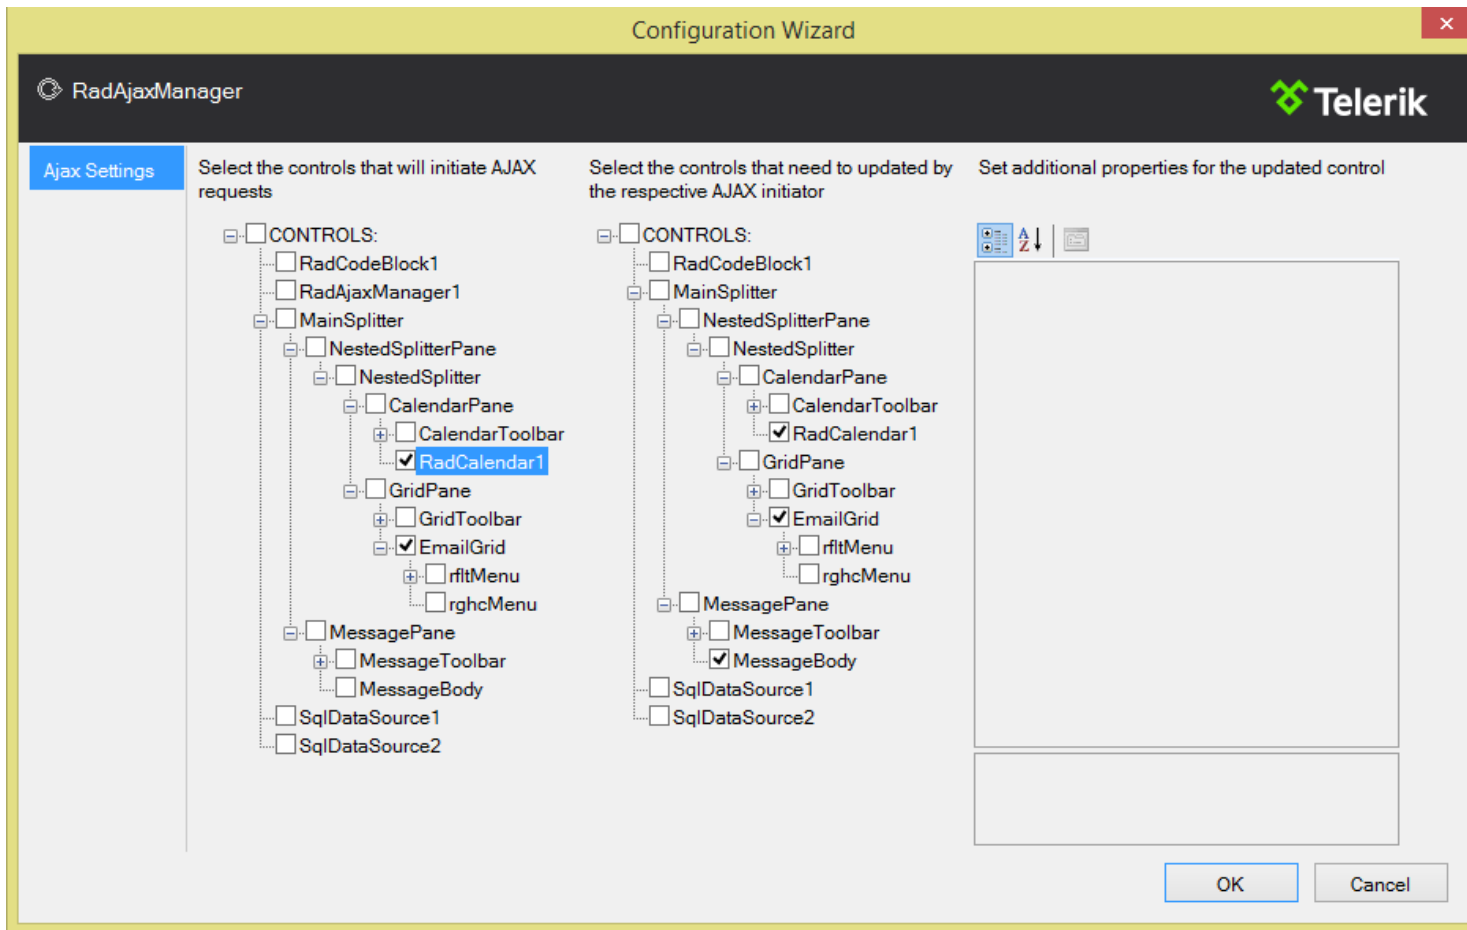 Configuration Wizard
RadAjaxManager
Telerik
Ajax Settings
Select the controls that will initiate AJAX
requests
CONTROLS:
RadCodeBlock1
RadAjaxManager1
MainSplitter
NestedSplitterPane
NestedSplitter
CalendarPane
CalendarToolbar
RadCalendar1
GridPane
GridToolbar
EmailGrid
rfltMenu
rghcMenu
MessagePane
MessageToolbar
MessageBody
SqlDataSource1
SqlDataSource2
Select the controls that need to updated by
the respective AJAX initiator
CONTROLS:
RadCodeBlock1
MainSplitter
NestedSplitterPane
NestedSplitter
CalendarPane
CalendarToolbar
RadCalendar1
GridPane
GridToolbar
EmailGrid
rfltMenu
rghcMenu
MessagePane
MessageToolbar
MessageBody
SqlDataSource1
SqlDataSource2
Set additional properties for the updated control
A
Z
OK
Cancel